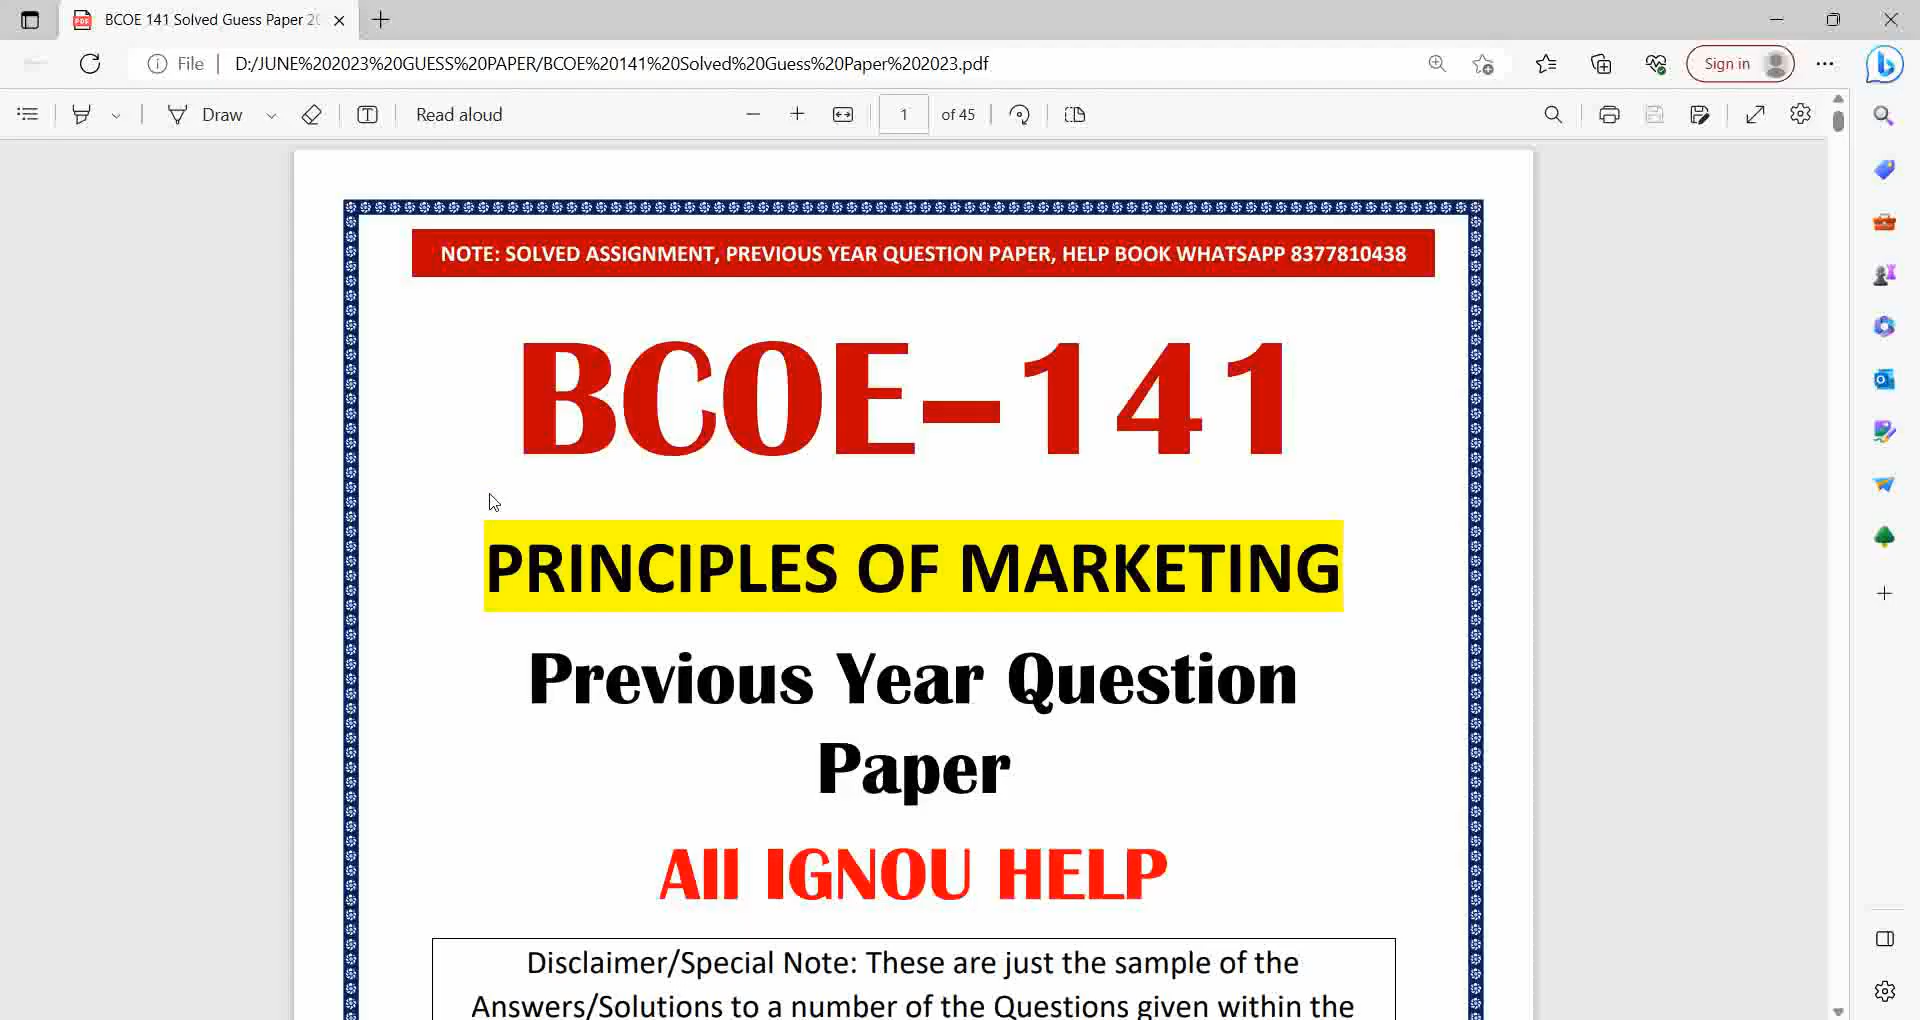 BCOE 141 Solved Guess Paper 20
File
D:/JUNE%202023%20GUESS%20PAPER/BCOE%20141%20Solved%20Guess%20Paper%202023.pdf
Sign in
Draw
Read aloud
1 of 45
NOTE: SOLVED ASSIGNMENT, PREVIOUS YEAR QUESTION PAPER, HELP BOOK WHATSAPP 8377810438
BCOE-141
PRINCIPLES OF MARKETING
Previous Year Question
Paper
All IGNOU HELP
Disclaimer/Special Note: These are just the sample of the
Answers/Solutions to a number of the Questions given within the